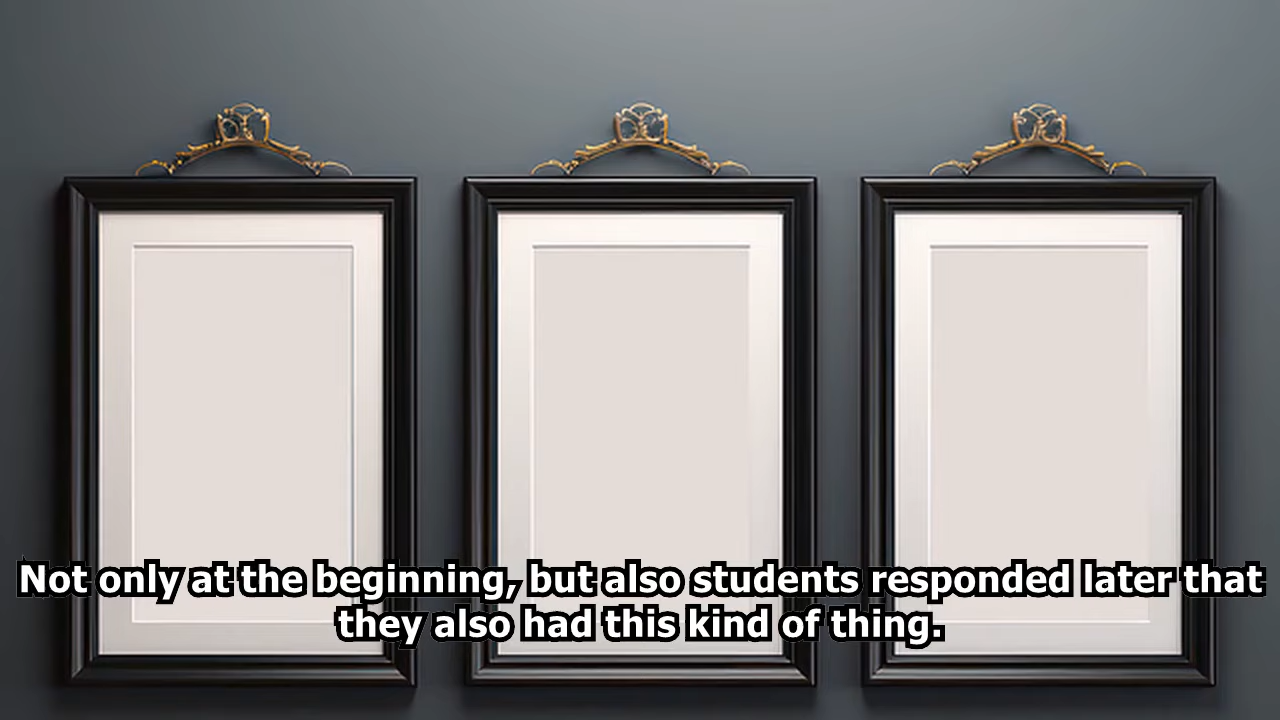 Not only at the beginning, but also students responded later that
they also had this kind of thing.